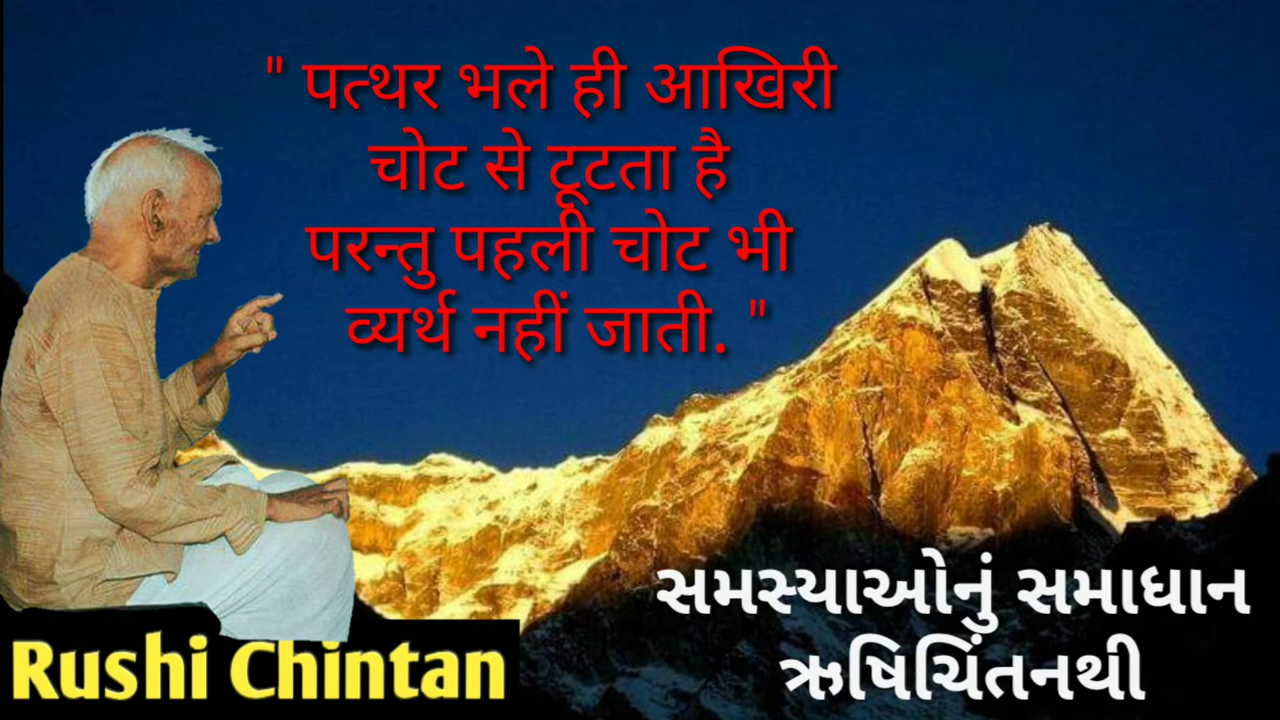 " पत्थर भले ही आखिरी
चोट से टूटता है
परन्तु पहली चोट भी
व्यर्थ नहीं जाती. "
સમસ્યાઓનું સમાધાન
ઋષિચિંતનથી
Rushi Chintan